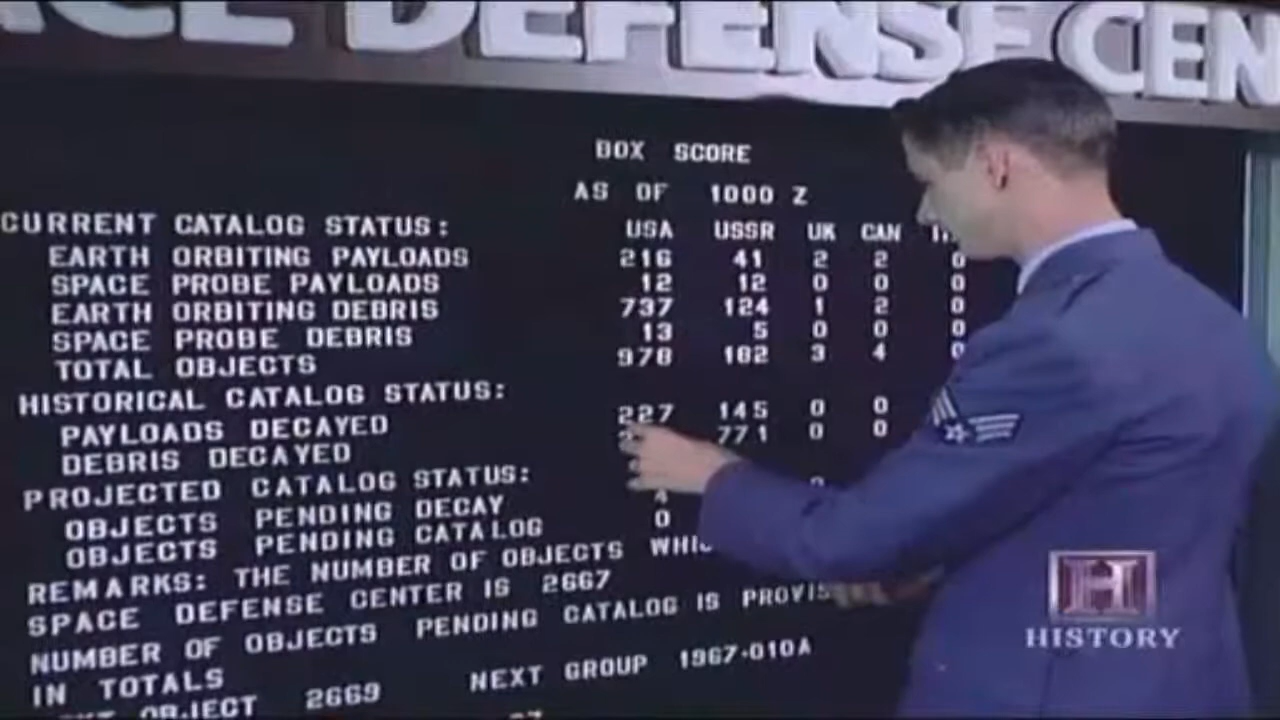 DEFENSE CEN
BOX SCORE
AS OF 1000 Z
CURRENT CATALOG STATUS: USA USSR UK CAN
EARTH ORBITING PAYLOADS 216 41 2 2 0
SPACE PROBE PAYLOADS 12 12 0 0 0
EARTH ORBITING DEBRIS 737 124 1 2 0
SPACE PROBE DEBRIS 13 5 0 0 0
TOTAL OBJECTS 978 182 3 4 0
HISTORICAL CATALOG STATUS:
PAYLOADS DECAYED 227 145 0 0
DEBRIS DECAYED 771 0 0
PROJECTED CATALOG STATUS:
OBJECTS PENDING DECAY 4
OBJECTS PENDING CATALOG 0
REMARKS: THE NUMBER OF OBJECTS
SPACE DEFENSE CENTER IS 2667
NUMBER OF OBJECTS PENDING CATALOG IS
IN TOTALS
OBJECT 2669 NEXT GROUP 1967-010A
H
HISTORY